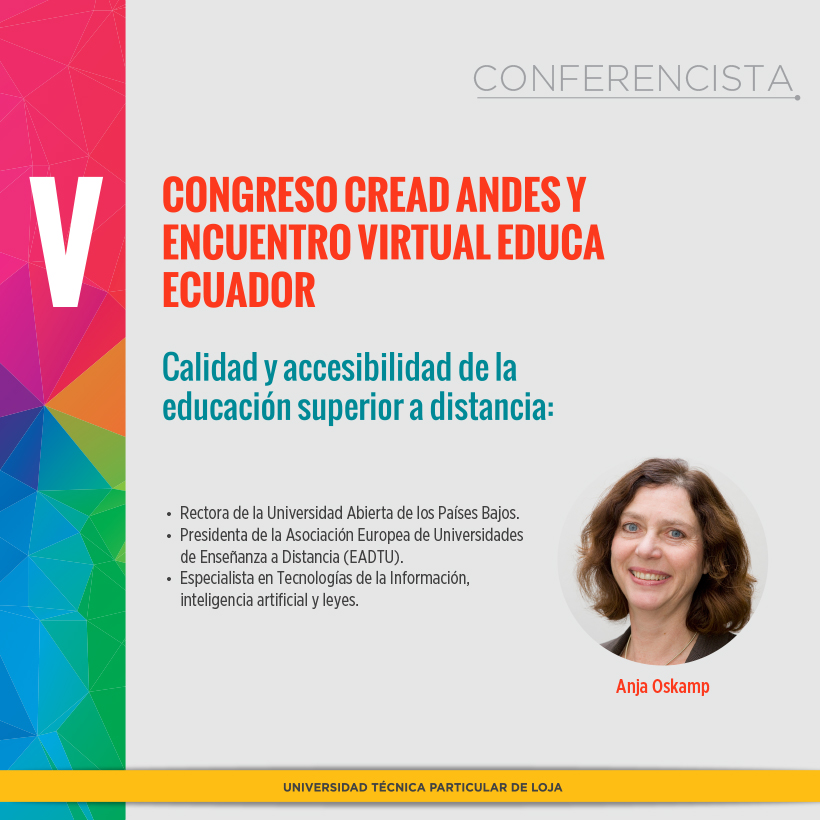 CONFERENCISTA
V
CONGRESO CREAD ANDES Y
ENCUENTRO VIRTUAL EDUCA
ECUADOR
Calidad y accesibilidad de la
educación superior a distancia:
• Rectora de la Universidad Abierta de los Países Bajos.
• Presidenta de la Asociación Europea de Universidades
de Enseñanza a Distancia (EADTU).
• Especialista en Tecnologías de la Información,
inteligencia artificial y leyes.
Anja Oskamp
UNIVERSIDAD TÉCNICA PARTICULAR DE LOJA